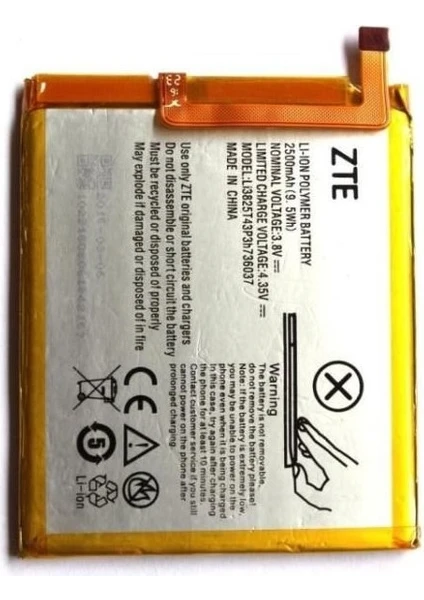 ZTE
LI-ION POLYMER BATTERY
2500mAh(9.5Wh)
NOMINAL VOLTAGE:3.8V
LIMITED CHARGE VOLTAGE:4.35V
MODEL:Li3825T43P3h736037
MADE IN CHINA
Use only ZTE original batteries and chargers
Do not disassemble or short circuit the battery
Must be recycled or disposed of properly
May explode if damaged or disposed of in fire
Warning
The battery is not removable,
do not remove the battery please!
Note: If the battery is extremely low,
you may be unable to power on the
phone even when it is being charged
In this case, try again after charging
the phone for at least 10 minutes.
Contact customer service if you still
cannot power on the phone after
prolonged charging.
CE
5
Li-ion